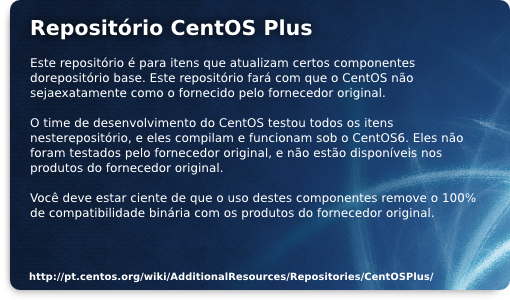 Repositório CentOS Plus
Este repositório é para itens que atualizam certos componentes
dorepositório base. Este repositório fará com que o CentOS não
sejaexatamente como o fornecido pelo fornecedor original.
O time de desenvolvimento do CentOS testou todos os itens
nesterepositório, e eles compilam e funcionam sob o CentOS6. Eles não
foram testados pelo fornecedor original, e não estão disponíveis nos
produtos do fornecedor original.
Você deve estar ciente de que o uso destes componentes remove o 100%
de compatibilidade binária com os produtos do fornecedor original.
http://pt.centos.org/wiki/AdditionalResources/Repositories/CentOSPlus/